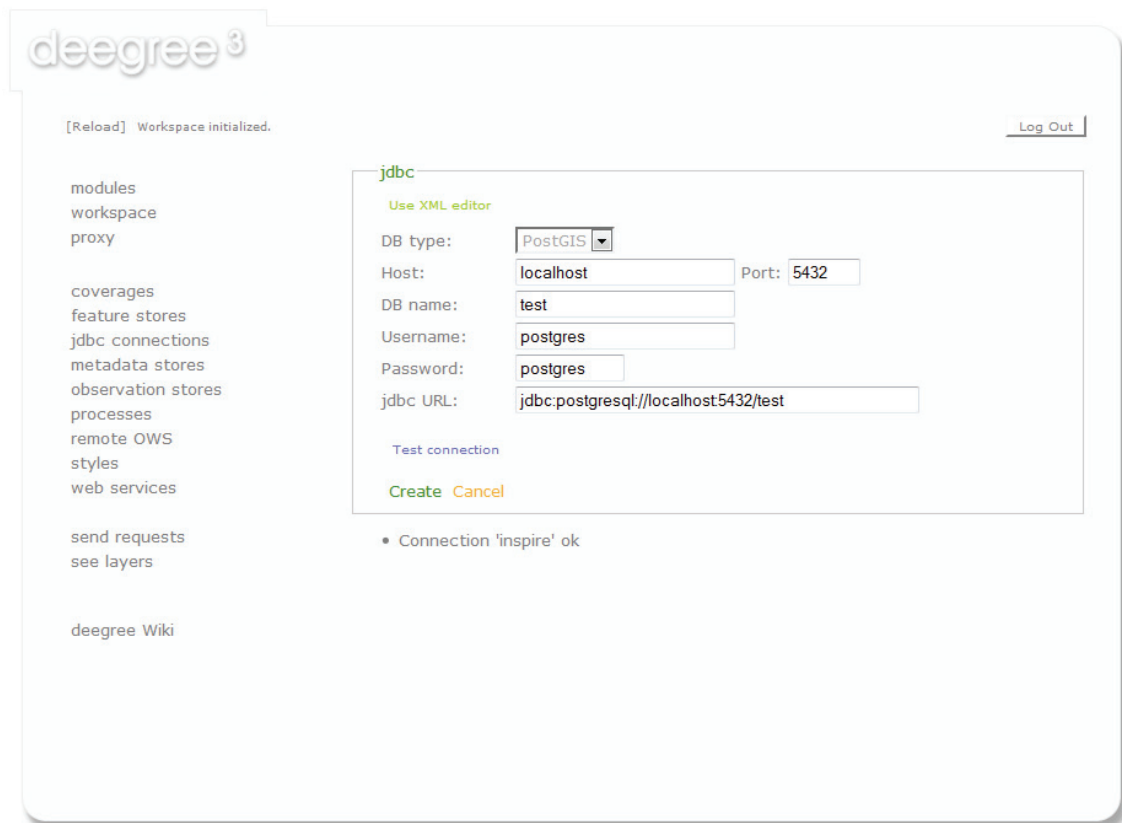 deegree 3
[Reload] Workspace initialized.
Log Out
modules
workspace
proxy
coverages
feature stores
jdbc connections
metadata stores
observation stores
processes
remote OWS
styles
web services
send requests
see layers
deegree Wiki
jdbc
Use XML editor
DB type: PostGIS
Host: localhost Port: 5432
DB name: test
Username: postgres
Password: postgres
jdbc URL: jdbc:postgresql://localhost:5432/test
Test connection
Create Cancel
• Connection 'inspire' ok